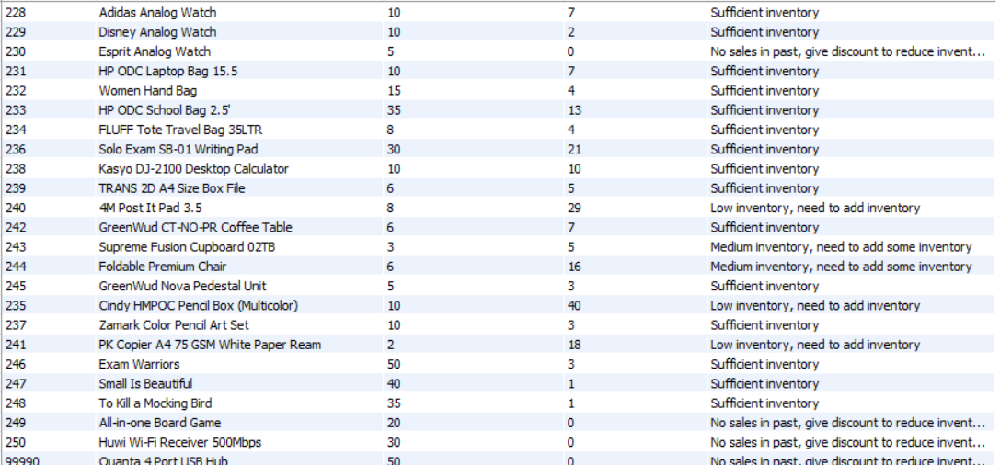 228 Adidas Analog Watch 10 7 Sufficient inventory
229 Disney Analog Watch 10 2 Sufficient inventory
230 Esprit Analog Watch 5 0 No sales in past, give discount to reduce invent...
231 HP ODC Laptop Bag 15.5 10 7 Sufficient inventory
232 Women Hand Bag 15 4 Sufficient inventory
233 HP ODC School Bag 2.5' 35 13 Sufficient inventory
234 FLUFF Tote Travel Bag 35LTR 8 4 Sufficient inventory
236 Solo Exam SB-01 Writing Pad 30 21 Sufficient inventory
238 Kasyo DJ-2100 Desktop Calculator 10 10 Sufficient inventory
239 TRANS 2D A4 Size Box File 6 5 Sufficient inventory
240 4M Post It Pad 3.5 8 29 Low inventory, need to add inventory
242 GreenWud CT-NO-PR Coffee Table 6 7 Sufficient inventory
243 Supreme Fusion Cupboard 02TB 3 5 Medium inventory, need to add some inventory
244 Foldable Premium Chair 6 16 Medium inventory, need to add some inventory
245 GreenWud Nova Pedestal Unit 5 3 Sufficient inventory
235 Cindy HMPOC Pencil Box (Multicolor) 10 40 Low inventory, need to add inventory
237 Zamark Color Pencil Art Set 10 3 Sufficient inventory
241 PK Copier A4 75 GSM White Paper Ream 2 18 Low inventory, need to add inventory
246 Exam Warriors 50 3 Sufficient inventory
247 Small Is Beautiful 40 1 Sufficient inventory
248 To Kill a Mocking Bird 35 1 Sufficient inventory
249 All-in-one Board Game 20 0 No sales in past, give discount to reduce invent...
250 Huwi Wi-Fi Receiver 500Mbps 30 0 No sales in past, give discount to reduce invent...
99990 Quanta 4 Port USB Hub 50 0 No sales in past, give discount to reduce invent...